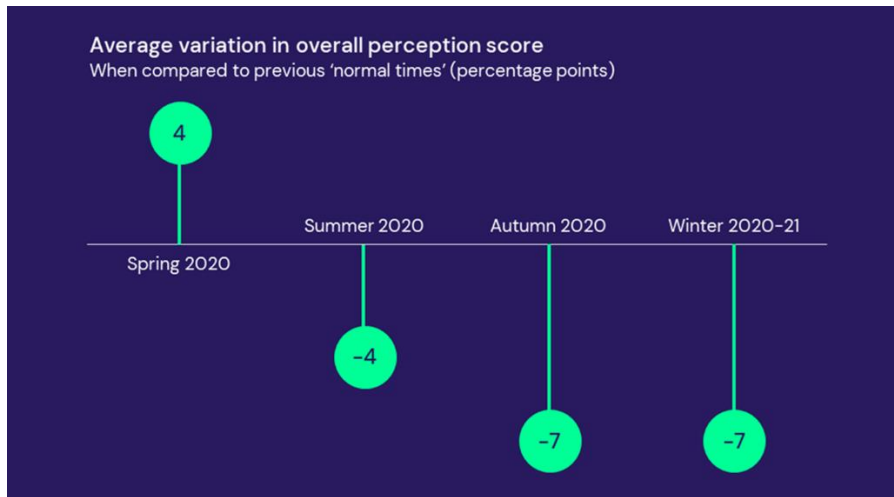 Average variation in overall perception score
When compared to previous ‘normal times’ (percentage points)
4
Summer 2020
Autumn 2020
Winter 2020-21
Spring 2020
-4
-7
-7